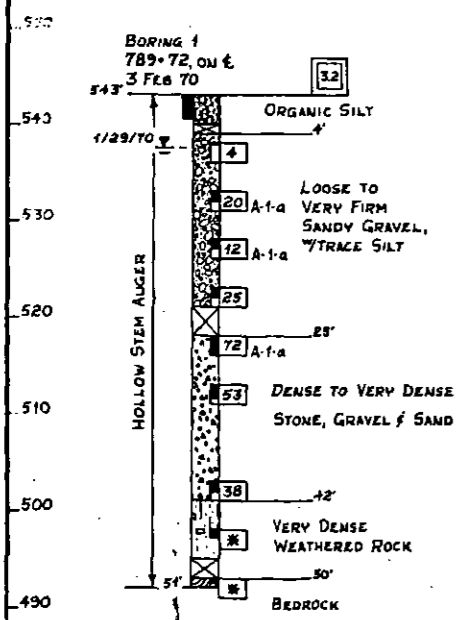 BORING 1
789+72, ON ℄
3 FEB 70
3.2
543'
ORGANIC SILT
540
4'
1/29/70
4
20 A-1-a
LOOSE TO
VERY FIRM
SANDY GRAVEL,
W/TRACE SILT
530
12 A-1-a
25
520
25'
72 A-1-a
HOLLOW STEM AUGER
53
DENSE TO VERY DENSE
STONE, GRAVEL & SAND
510
38
500
42'
*
VERY DENSE
WEATHERED ROCK
50'
51'
*
BEDROCK
490